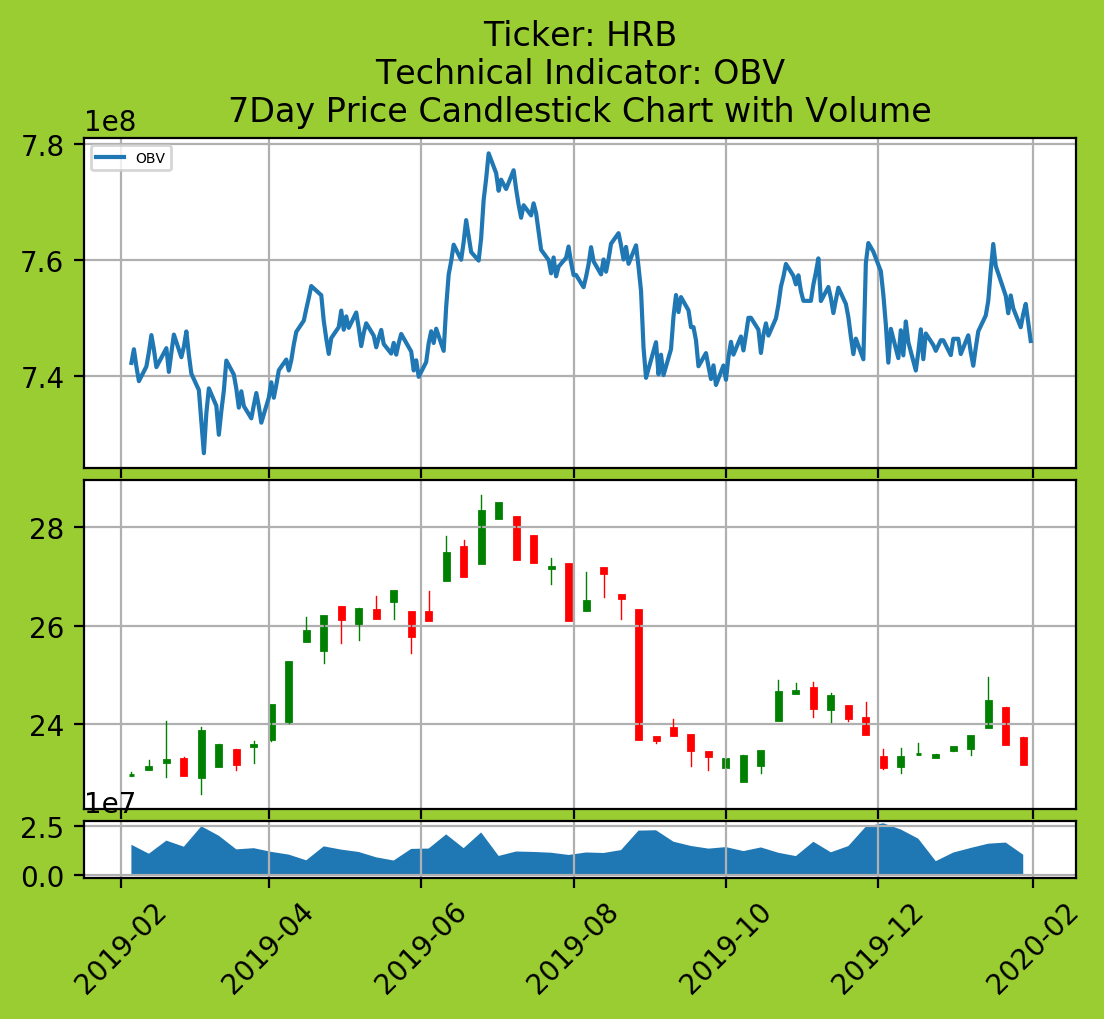 Ticker: HRB
Technical Indicator: OBV
7Day Price Candlestick Chart with Volume
1e8
7.8
OBV
7.6
7.4
28
26
24
1e7
2.5
0.0
2019-02 2019-04 2019-06 2019-08 2019-10 2019-12 2020-02